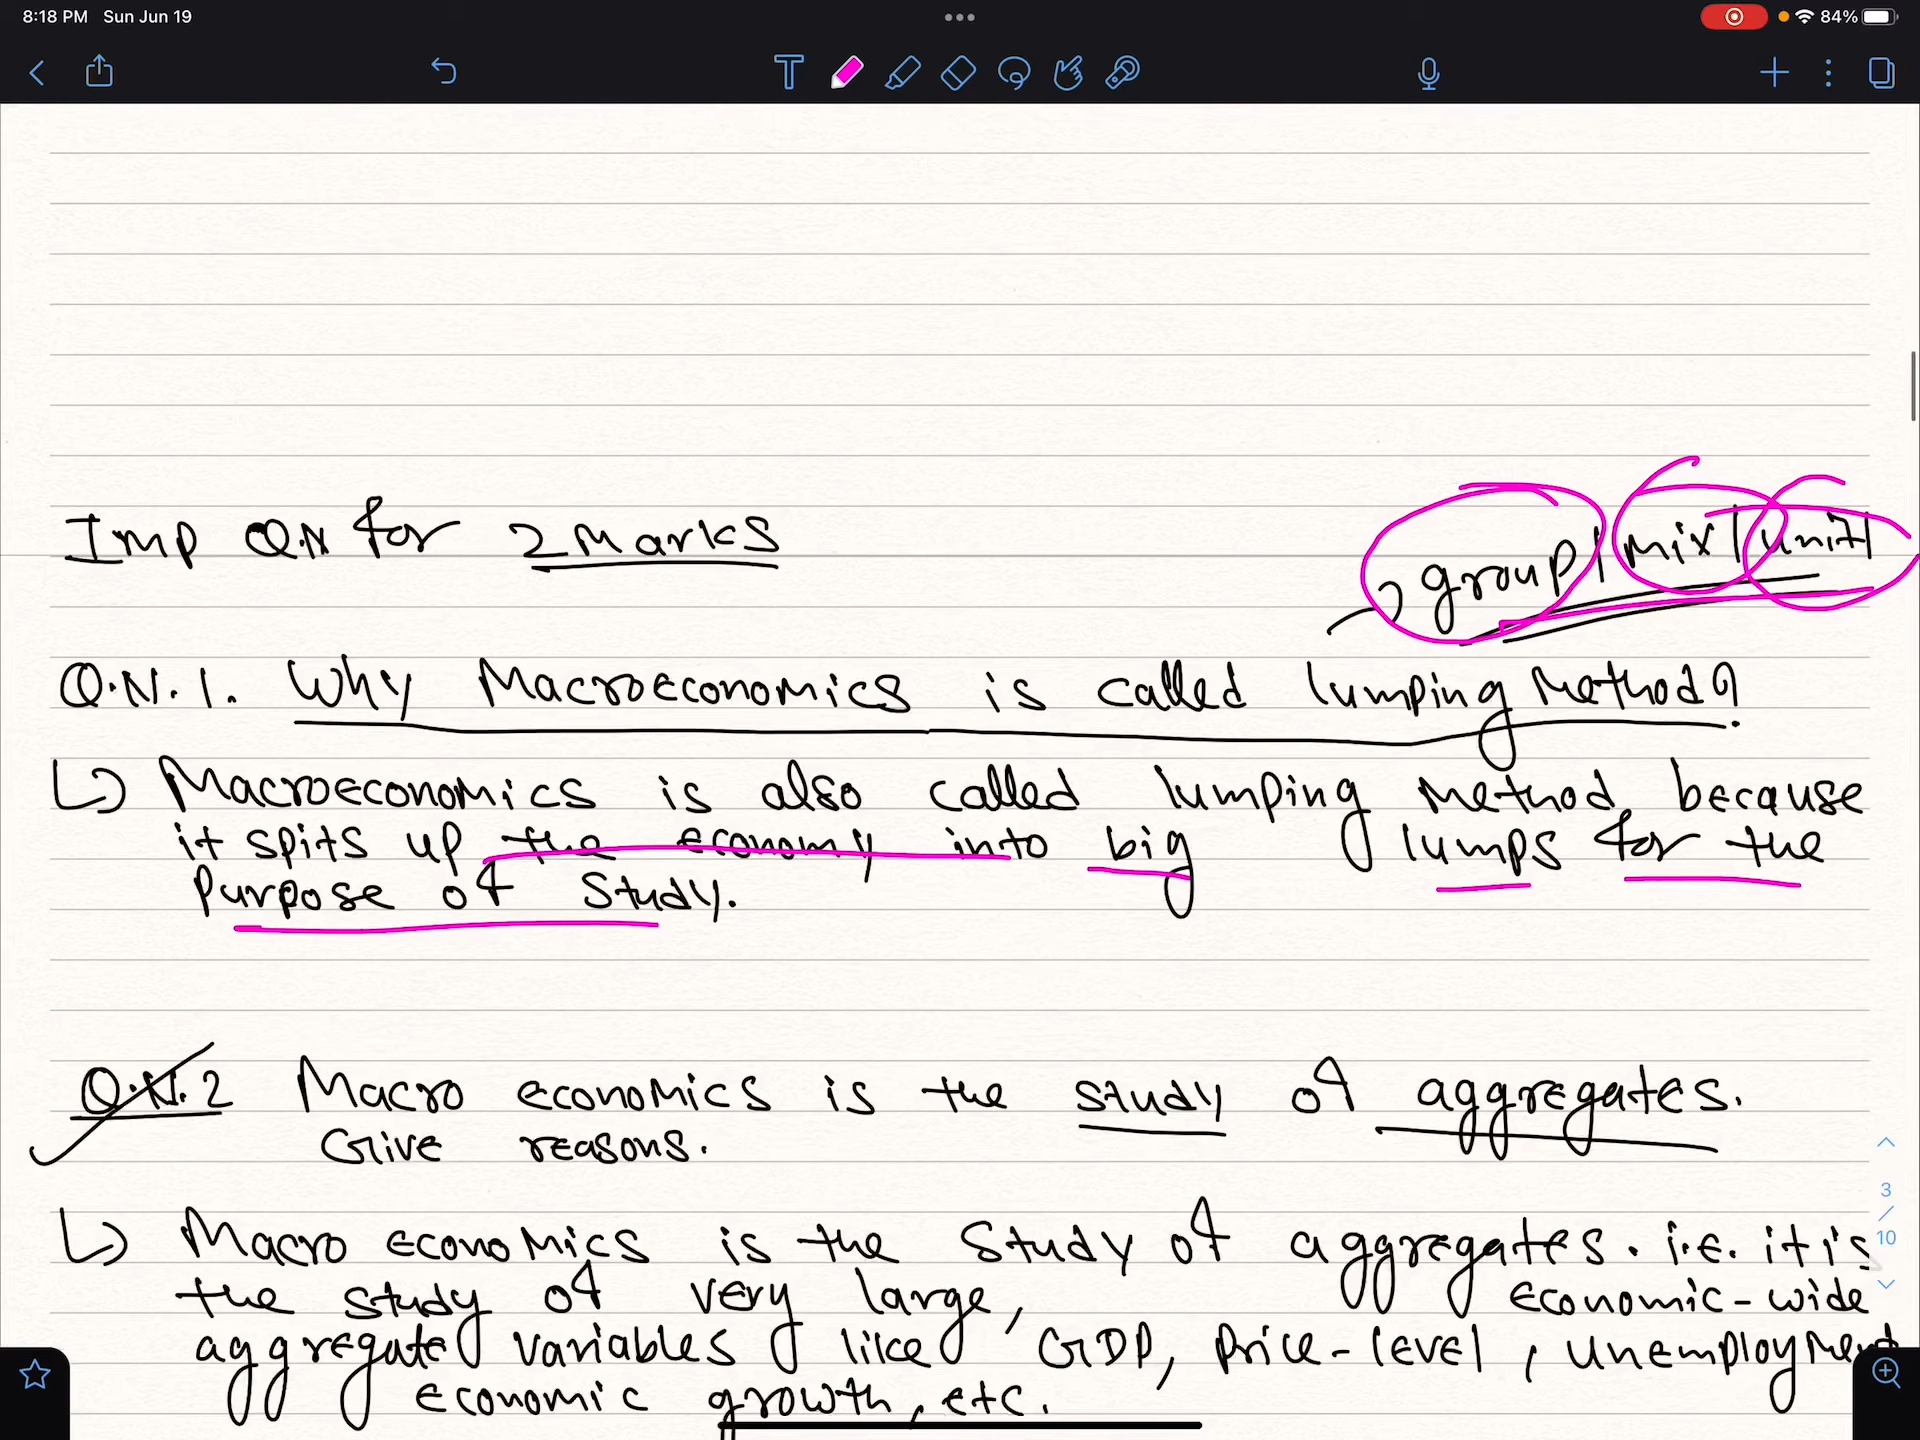 8:18 PM Sun Jun 19
84%
Imp Q.N for 2 Marks
group / mix / unit /
Q.N.1. Why Macroeconomics is called lumping Method?
Macroeconomics is also called lumping Method, because
it spits up the economy into big lumps for the
purpose of Study.
Q.N.2 Macro economics is the study of aggregates.
Give reasons.
Macro economics is the Study of aggregates. i.e. it is
the study of very large, economic-wide
aggregate variables like GDP, price-level, unemployment
economic growth, etc.
3
/
10